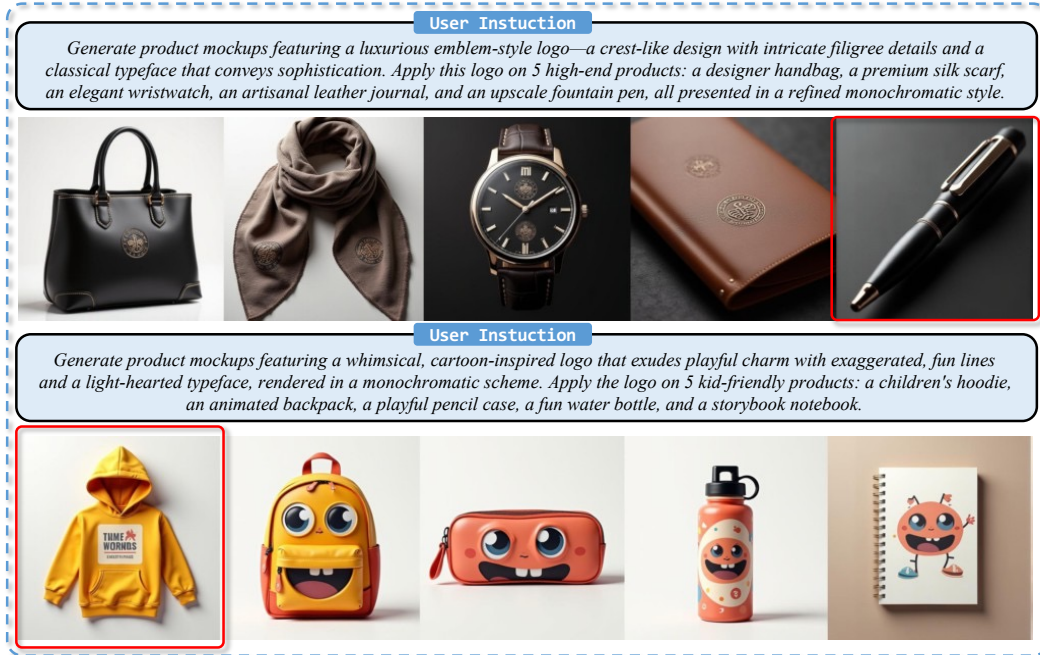 User Instuction
Generate product mockups featuring a luxurious emblem-style logo—a crest-like design with intricate filigree details and a
classical typeface that conveys sophistication. Apply this logo on 5 high-end products: a designer handbag, a premium silk scarf,
an elegant wristwatch, an artisanal leather journal, and an upscale fountain pen, all presented in a refined monochromatic style.
User Instuction
Generate product mockups featuring a whimsical, cartoon-inspired logo that exudes playful charm with exaggerated, fun lines
and a light-hearted typeface, rendered in a monochromatic scheme. Apply the logo on 5 kid-friendly products: a children's hoodie,
an animated backpack, a playful pencil case, a fun water bottle, and a storybook notebook.
TUME
WORNDS